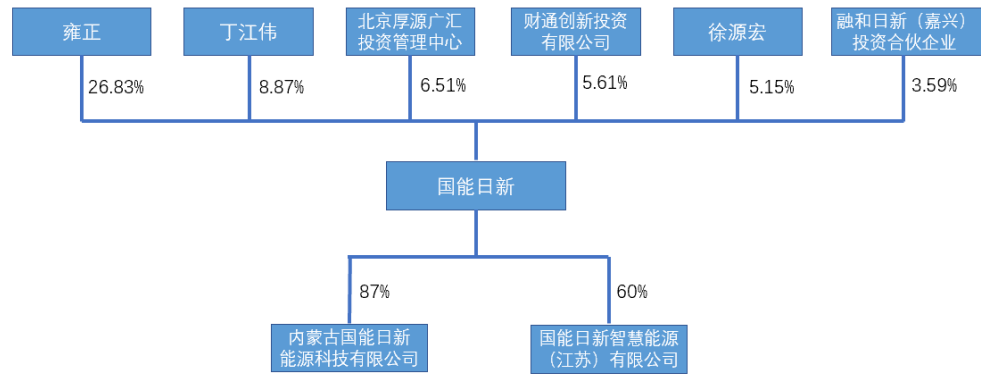 雍正
丁江伟
北京厚源广汇
投资管理中心
财通创新投资
有限公司
徐源宏
融和日新（嘉兴）
投资合伙企业
26.83%
8.87%
6.51%
5.61%
5.15%
3.59%
国能日新
87%
60%
内蒙古国能日新
能源科技有限公司
国能日新智慧能源
（江苏）有限公司